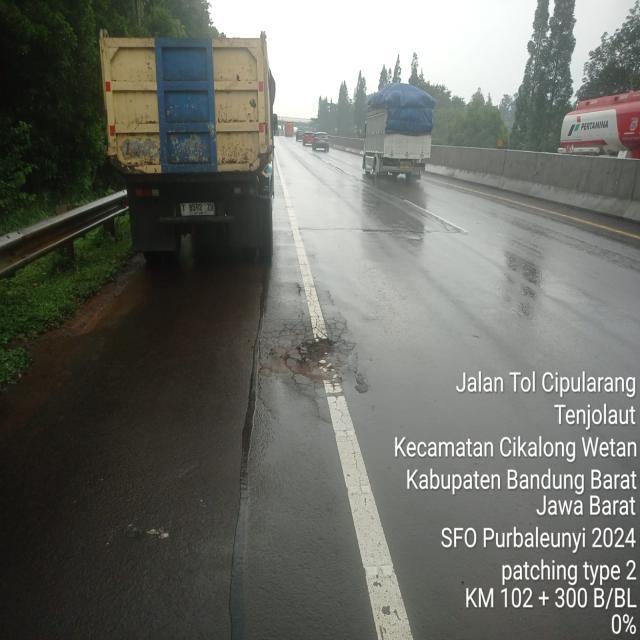 PERTAMINA
Jalan Tol Cipularang
Tenjolaut
Kecamatan Cikalong Wetan
Kabupaten Bandung Barat
Jawa Barat
SFO Purbaleunyi 2024
patching type 2
KM 102 + 300 B/BL
0%